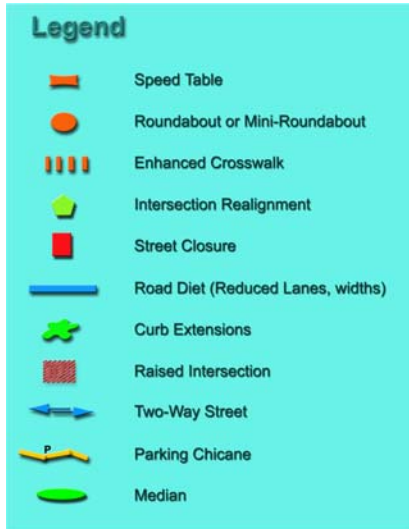 Legend
Speed Table
Roundabout or Mini-Roundabout
Enhanced Crosswalk
Intersection Realignment
Street Closure
Road Diet (Reduced Lanes, widths)
Curb Extensions
Raised Intersection
Two-Way Street
P
Parking Chicane
Median